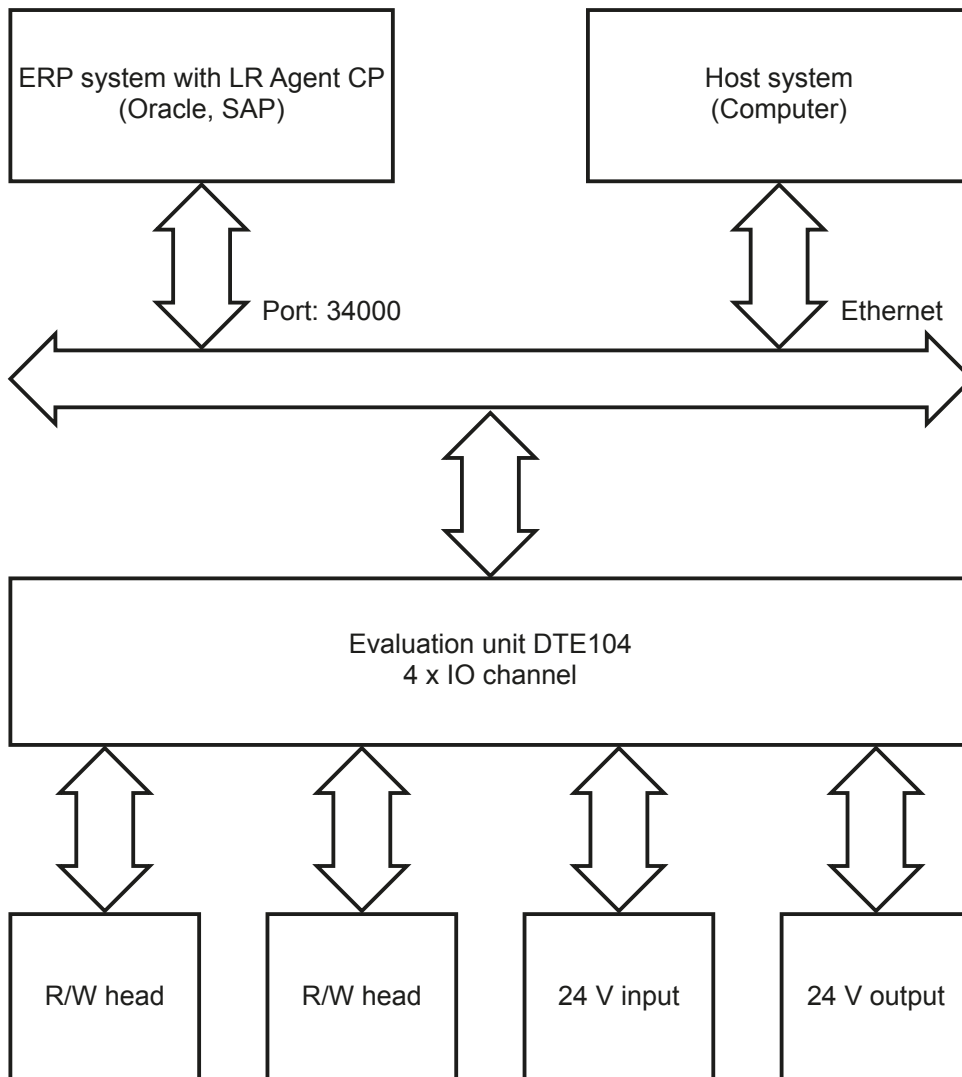 ERP system with LR Agent CP
(Oracle, SAP)
Host system
(Computer)
Port: 34000
Ethernet
Evaluation unit DTE104
4 x IO channel
R/W head
R/W head
24 V input
24 V output